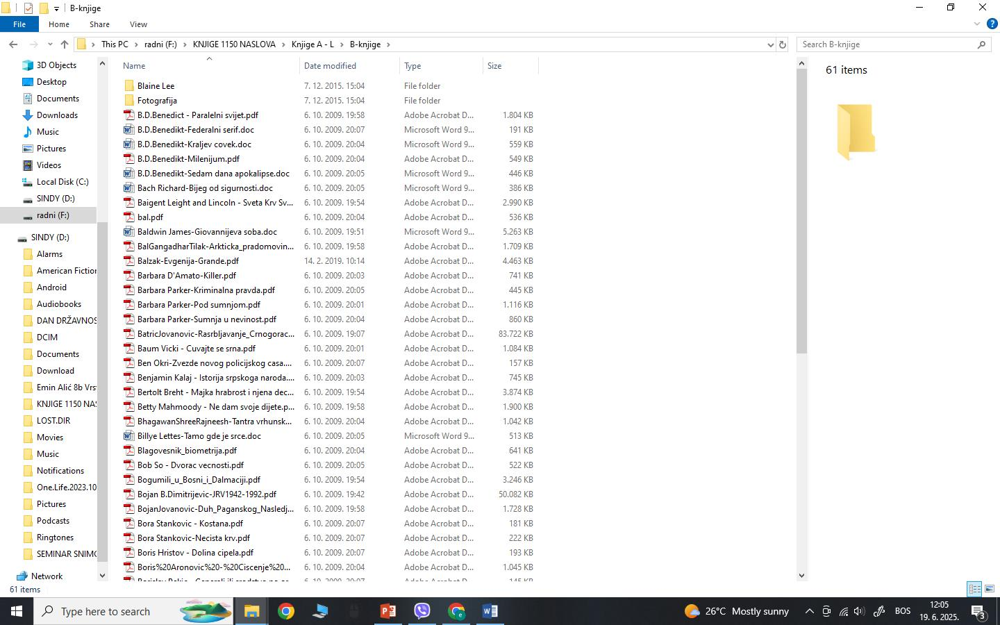 B-knjige
File Home Share View
This PC radni (F:) KNJIGE 1150 NASLOVA Knjige A - L B-knjige
Search B-knjige
3D Objects
Desktop
Documents
Downloads
Music
Pictures
Videos
Local Disk (C:)
SINDY (D:)
radni (F:)
SINDY (D:)
Alarms
American Fiction
Android
Audiobooks
DAN DRŽAVNOS
DCIM
Documents
Download
Emin Alić 8b Vrs
KNJIGE 1150 NAS
LOST.DIR
Movies
Music
Notifications
One.Life.2023.10
Pictures
Podcasts
Ringtones
SEMINAR SNIMC
Network
Name Date modified Type Size
Blaine Lee 7. 12. 2015. 15:04 File folder
Fotografija 7. 12. 2015. 15:04 File folder
B.D.Benedict - Paralelni svijet.pdf 6. 10. 2009. 19:58 Adobe Acrobat D... 1.804 KB
B.D.Benedikt-Federalni serif.doc 6. 10. 2009. 20:07 Microsoft Word 9... 191 KB
B.D.Benedikt-Kraljev covek.doc 6. 10. 2009. 20:04 Microsoft Word 9... 559 KB
B.D.Benedikt-Milenijum.pdf 6. 10. 2009. 20:04 Adobe Acrobat D... 549 KB
B.D.Benedikt-Sedam dana apokalipse.doc 6. 10. 2009. 20:05 Microsoft Word 9... 446 KB
Bach Richard-Bijeg od sigurnosti.doc 6. 10. 2009. 20:05 Microsoft Word 9... 386 KB
Baigent Leight and Lincoln - Sveta Krv Sv... 6. 10. 2009. 19:54 Adobe Acrobat D... 2.990 KB
bal.pdf 6. 10. 2009. 20:04 Adobe Acrobat D... 536 KB
Baldwin James-Giovannijeva soba.doc 6. 10. 2009. 19:51 Microsoft Word 9... 5.263 KB
BalGangadharTilak-Arkticka_pradomovin... 6. 10. 2009. 19:58 Adobe Acrobat D... 1.709 KB
Balzak-Evgenija-Grande.pdf 14. 2. 2019. 10:14 Adobe Acrobat D... 4.463 KB
Barbara D'Amato-Killer.pdf 6. 10. 2009. 20:03 Adobe Acrobat D... 741 KB
Barbara Parker-Kriminalna pravda.pdf 6. 10. 2009. 20:05 Adobe Acrobat D... 445 KB
Barbara Parker-Pod sumnjom.pdf 6. 10. 2009. 20:01 Adobe Acrobat D... 1.116 KB
Barbara Parker-Sumnja u nevinost.pdf 6. 10. 2009. 20:04 Adobe Acrobat D... 860 KB
BatricJovanovic-Rasrbljavanje_Crnogorac... 6. 10. 2009. 19:07 Adobe Acrobat D... 83.722 KB
Baum Vicki - Cuvajte se srna.pdf 6. 10. 2009. 20:01 Adobe Acrobat D... 1.084 KB
Ben Okri-Zvezde novog policijskog casa.... 6. 10. 2009. 20:07 Adobe Acrobat D... 157 KB
Benjamin Kalaj - Istorija srpskoga naroda.... 6. 10. 2009. 20:03 Adobe Acrobat D... 745 KB
Bertolt Breht - Majka hrabrost i njena dec... 6. 10. 2009. 19:54 Adobe Acrobat D... 3.874 KB
Betty Mahmoody - Ne dam svoje dijete.p... 6. 10. 2009. 19:58 Adobe Acrobat D... 1.900 KB
BhagawanShreeRajneesh-Tantra vrhunsk... 6. 10. 2009. 20:04 Adobe Acrobat D... 1.042 KB
Billye Lettes-Tamo gde je srce.doc 6. 10. 2009. 20:05 Microsoft Word 9... 513 KB
Blagovesnik_biometrija.pdf 6. 10. 2009. 20:04 Adobe Acrobat D... 641 KB
Bob So - Dvorac vecnosti.pdf 6. 10. 2009. 20:05 Adobe Acrobat D... 522 KB
Bogumili_u_Bosni_i_Dalmaciji.pdf 6. 10. 2009. 19:54 Adobe Acrobat D... 3.246 KB
Bojan B.Dimitrijevic-JRV1942-1992.pdf 6. 10. 2009. 19:42 Adobe Acrobat D... 50.082 KB
BojanJovanovic-Duh_Paganskog_Nasledj... 6. 10. 2009. 19:58 Adobe Acrobat D... 1.728 KB
Bora Stankovic - Kostana.pdf 6. 10. 2009. 20:07 Adobe Acrobat D... 181 KB
Bora Stankovic-Necista krv.pdf 6. 10. 2009. 20:07 Adobe Acrobat D... 222 KB
Boris Hristov - Dolina cipela.pdf 6. 10. 2009. 20:07 Adobe Acrobat D... 193 KB
Boris%20Aronovic%20-%20Ciscenje%20... 6. 10. 2009. 20:04 Adobe Acrobat D... 1.045 KB
61 items
61 items
Type here to search
26°C Mostly sunny
BOS
12:05
19. 6. 2025.
3